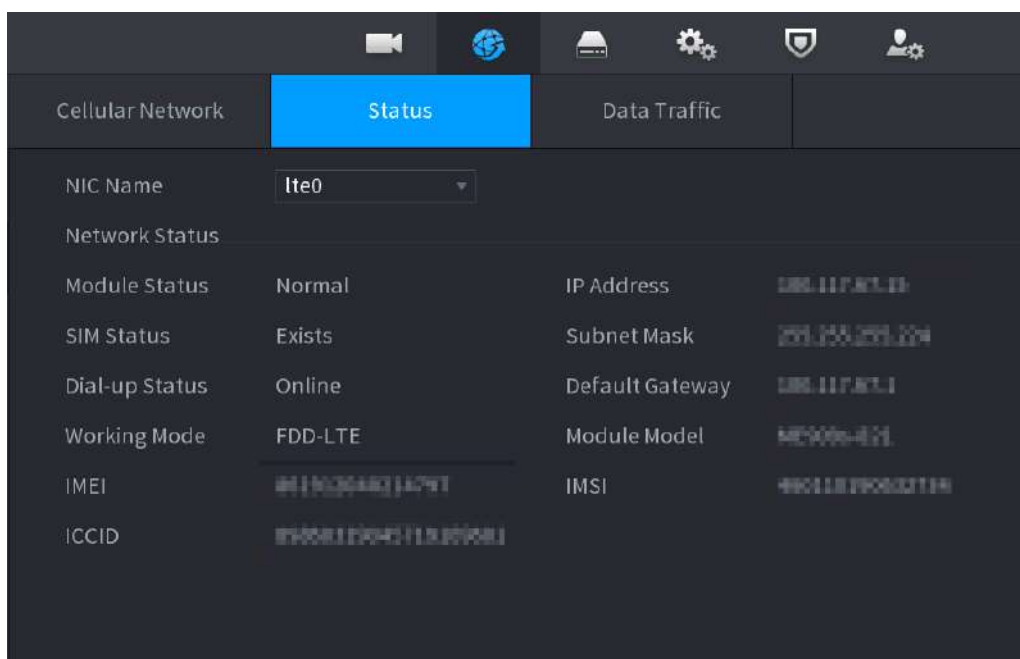 Cellular Network Status Data Traffic
NIC Name lte0
Network Status
Module Status Normal IP Address
SIM Status Exists Subnet Mask
Dial-up Status Online Default Gateway
Working Mode FDD-LTE Module Model
IMEI IMSI
ICCID